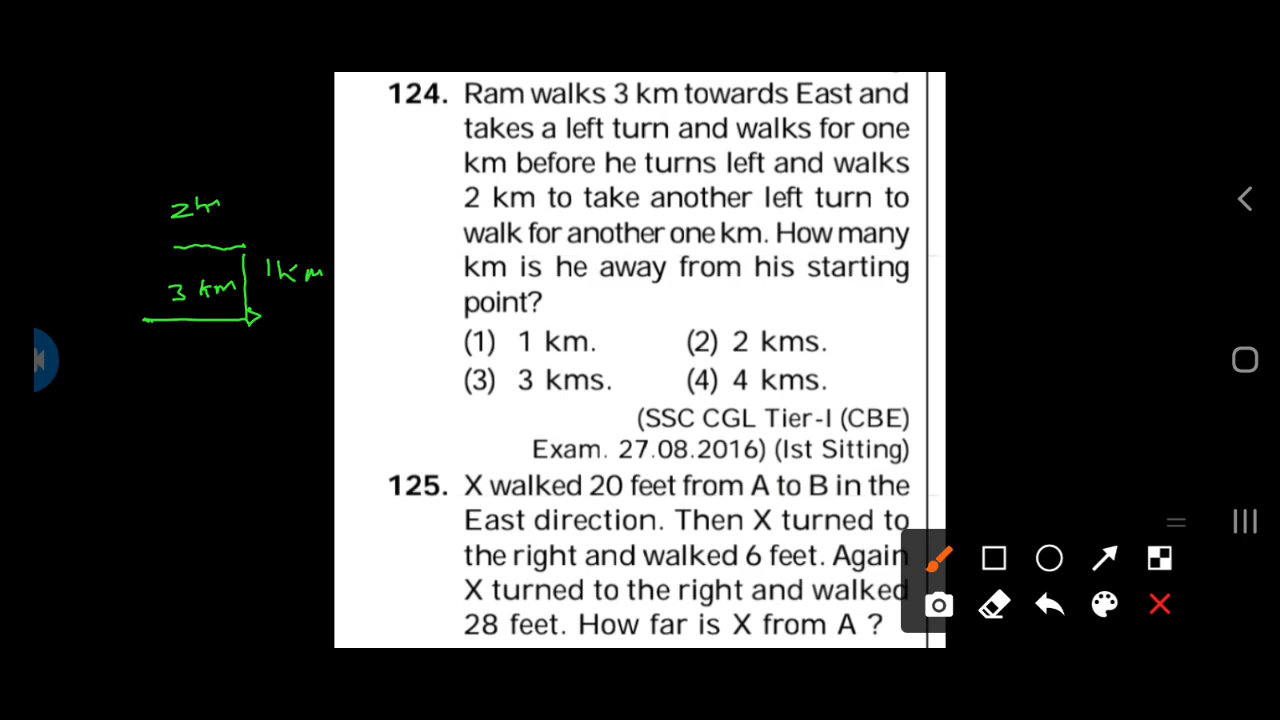 124. Ram walks 3 km towards East and
takes a left turn and walks for one
km before he turns left and walks
2 km to take another left turn to
walk for another one km. How many
km is he away from his starting
point?
(1) 1 km. (2) 2 kms.
(3) 3 kms. (4) 4 kms.
(SSC CGL Tier-I (CBE)
Exam. 27.08.2016) (Ist Sitting)
125. X walked 20 feet from A to B in the
East direction. Then X turned to
the right and walked 6 feet. Again
X turned to the right and walked
28 feet. How far is X from A ?
2km
3 km
1km